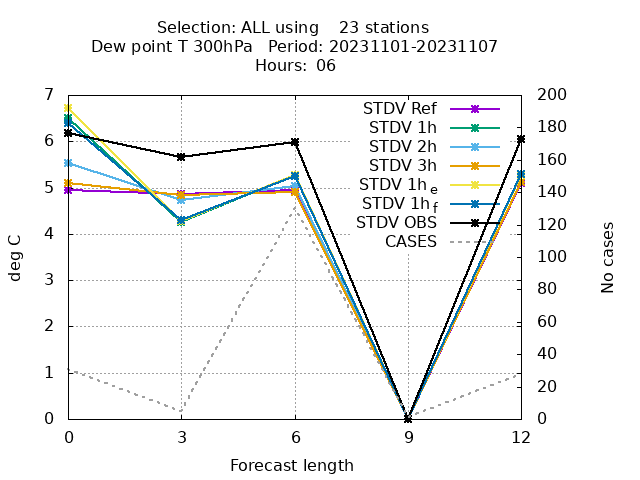 Selection: ALL using    23 stations
Dew point T 300hPa   Period: 20231101-20231107
Hours:  06
7
6
5
4
3
2
1
0
deg C
200
180
160
140
120
100
80
60
40
20
0
No cases
STDV Ref
STDV 1h
STDV 2h
STDV 3h
STDV 1h e
STDV 1h f
STDV OBS
CASES
0
3
6
9
12
Forecast length